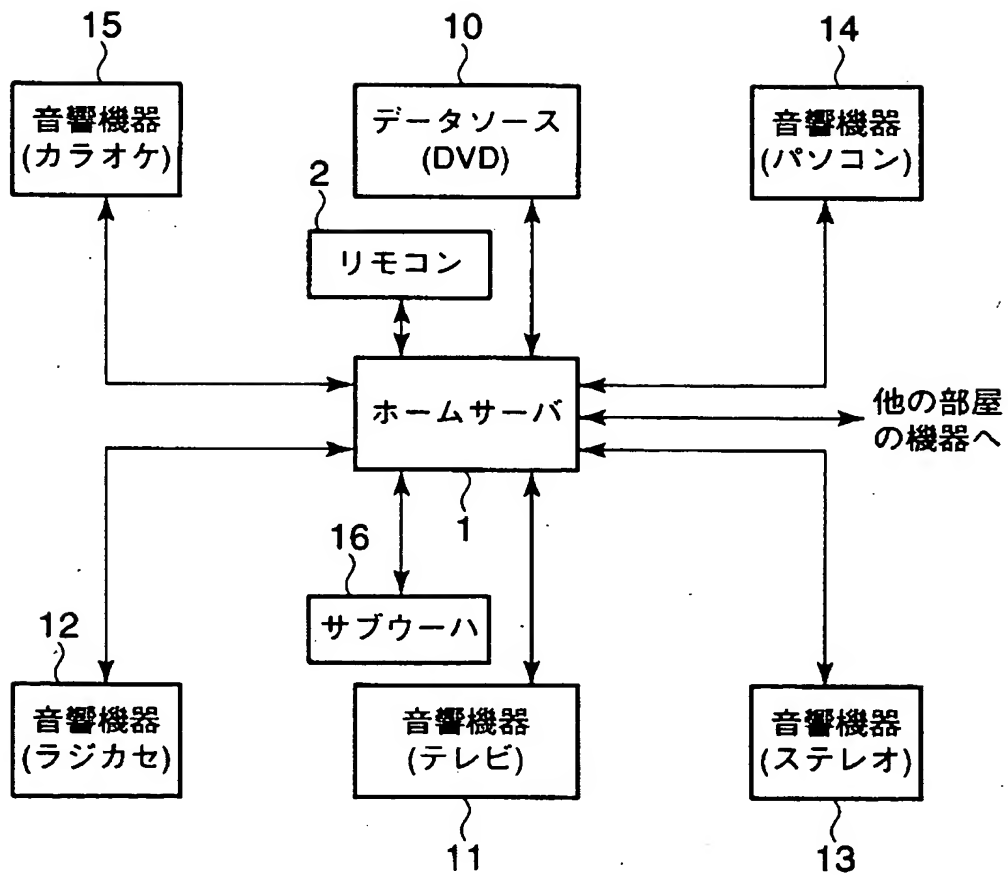 15
10
14
音響機器
(カラオケ)
データソース
(DVD)
音響機器
(パソコン)
2
リモコン
ホームサーバ
他の部屋
の機器へ
1
16
サブウーハ
12
音響機器
(ラジカセ)
音響機器
(テレビ)
音響機器
(ステレオ)
11
13